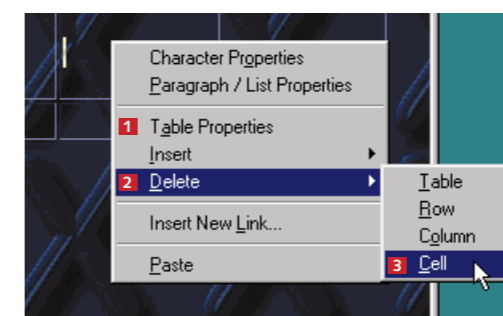 Character Properties
Paragraph / List Properties
1 Table Properties
Insert
2 Delete
Table
Row
Insert New Link...
Column
Paste
3 Cell